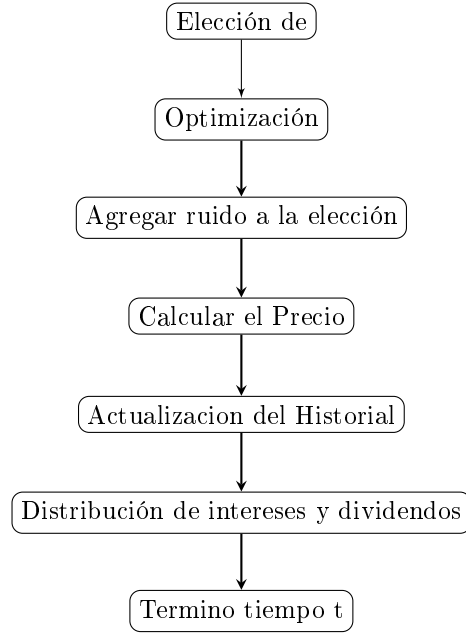 Elección de
Optimización
Agregar ruido a la elección
Calcular el Precio
Actualizacion del Historial
Distribución de intereses y dividendos
Termino tiempo t